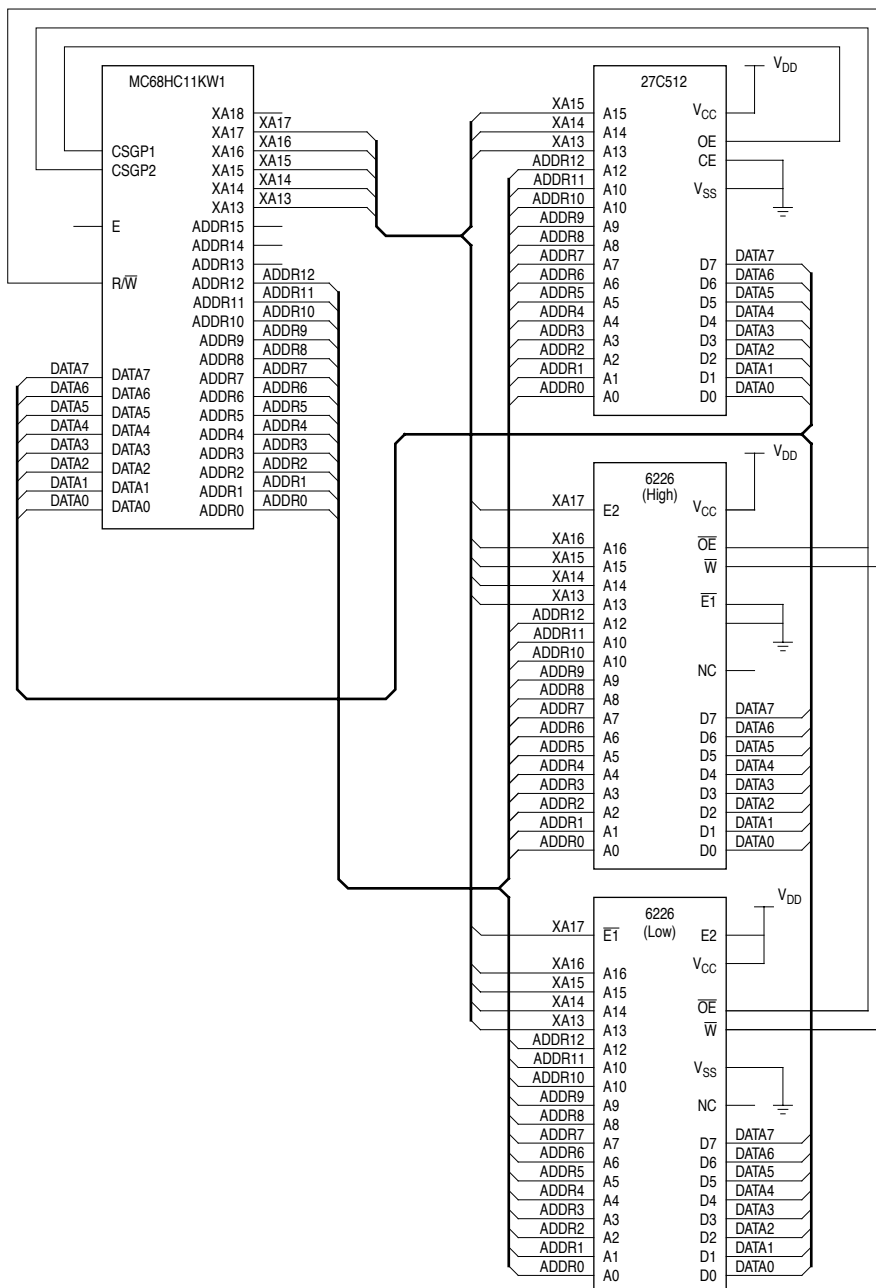 MC68HC11KW1
XA18
XA17
XA16
XA15
XA14
XA13
ADDR15
ADDR14
ADDR13
ADDR12
ADDR11
ADDR10
ADDR9
ADDR8
ADDR7
ADDR6
ADDR5
ADDR4
ADDR3
ADDR2
ADDR1
ADDR0
CSGP1
CSGP2
E
R/W̅
DATA7
DATA6
DATA5
DATA4
DATA3
DATA2
DATA1
DATA0
DATA7
DATA6
DATA5
DATA4
DATA3
DATA2
DATA1
DATA0
XA17
XA16
XA15
XA14
XA13
ADDR12
ADDR11
ADDR10
ADDR9
ADDR8
ADDR7
ADDR6
ADDR5
ADDR4
ADDR3
ADDR2
ADDR1
ADDR0
27C512
VDD
XA15 A15 VCC
XA14 A14 OE
XA13 A13 CE
ADDR12 A12
ADDR11 A10 VSS
ADDR10 A10
ADDR9 A9
ADDR8 A8
ADDR7 A7 D7 DATA7
ADDR6 A6 D6 DATA6
ADDR5 A5 D5 DATA5
ADDR4 A4 D4 DATA4
ADDR3 A3 D3 DATA3
ADDR2 A2 D2 DATA2
ADDR1 A1 D1 DATA1
ADDR0 A0 D0 DATA0
6226
(High)
VDD
XA17 E2 VCC
XA16 A16 O̅E̅
XA15 A15 W̅
XA14 A14
XA13 A13 E̅1̅
ADDR12 A12
ADDR11 A10
ADDR10 A10 NC
ADDR9 A9
ADDR8 A8
ADDR7 A7 D7 DATA7
ADDR6 A6 D6 DATA6
ADDR5 A5 D5 DATA5
ADDR4 A4 D4 DATA4
ADDR3 A3 D3 DATA3
ADDR2 A2 D2 DATA2
ADDR1 A1 D1 DATA1
ADDR0 A0 D0 DATA0
6226
(Low)
VDD
XA17 E̅1̅ E2
VCC
XA16 A16
XA15 A15
XA14 A14 O̅E̅
XA13 A13 W̅
ADDR12 A12
ADDR11 A10 VSS
ADDR10 A10
ADDR9 A9 NC
ADDR8 A8
ADDR7 A7 D7 DATA7
ADDR6 A6 D6 DATA6
ADDR5 A5 D5 DATA5
ADDR4 A4 D4 DATA4
ADDR3 A3 D3 DATA3
ADDR2 A2 D2 DATA2
ADDR1 A1 D1 DATA1
ADDR0 A0 D0 DATA0